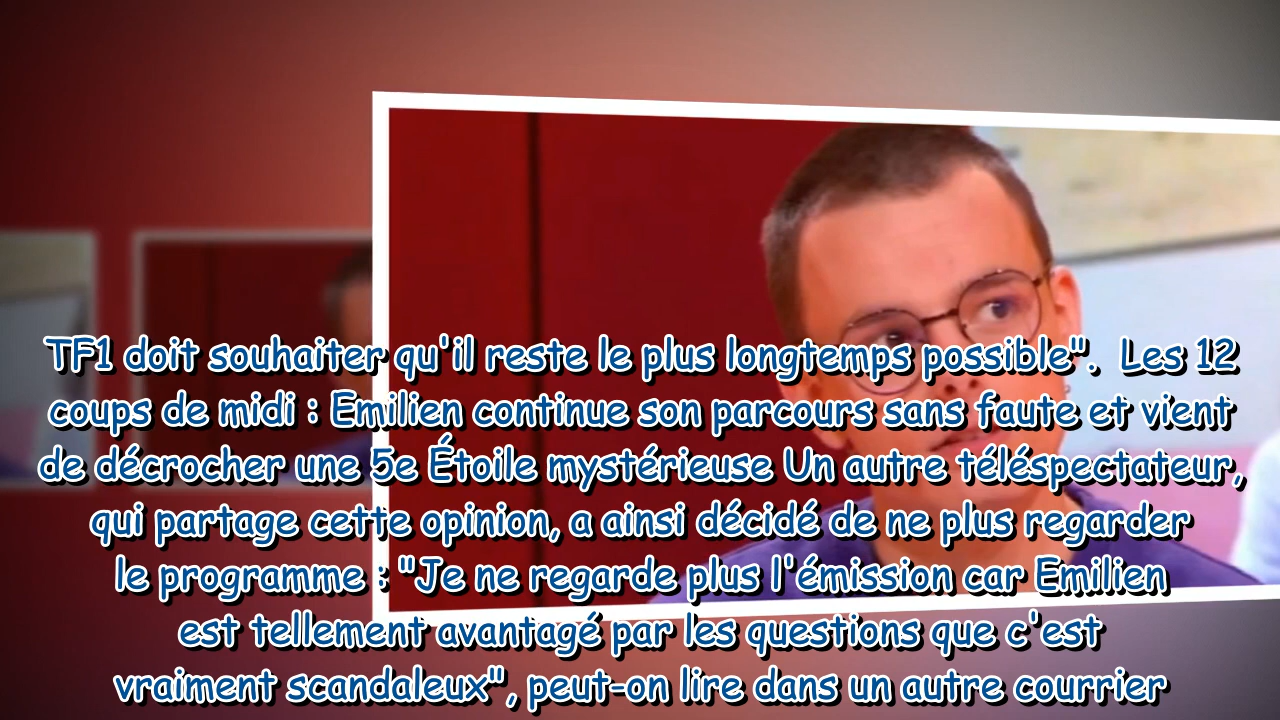 TF1 doit souhaiter qu'il reste le plus longtemps possible". Les 12
coups de midi : Emilien continue son parcours sans faute et vient
de décrocher une 5e Étoile mystérieuse Un autre téléspectateur,
qui partage cette opinion, a ainsi décidé de ne plus regarder
le programme : "Je ne regarde plus l'émission car Emilien
est tellement avantagé par les questions que c'est
vraiment scandaleux", peut-on lire dans un autre courrier